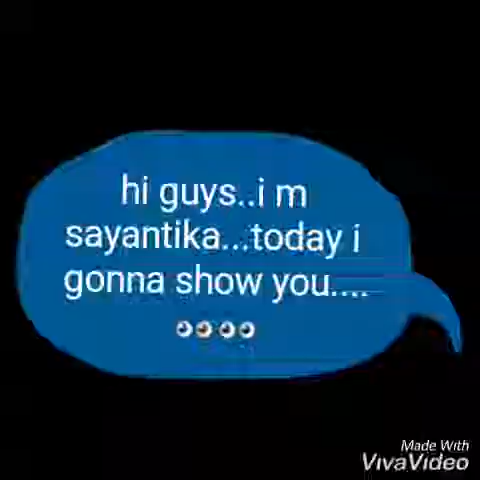 hi guys..i m
sayantika...today i
gonna show you....
👀👀
Made With
VivaVideo